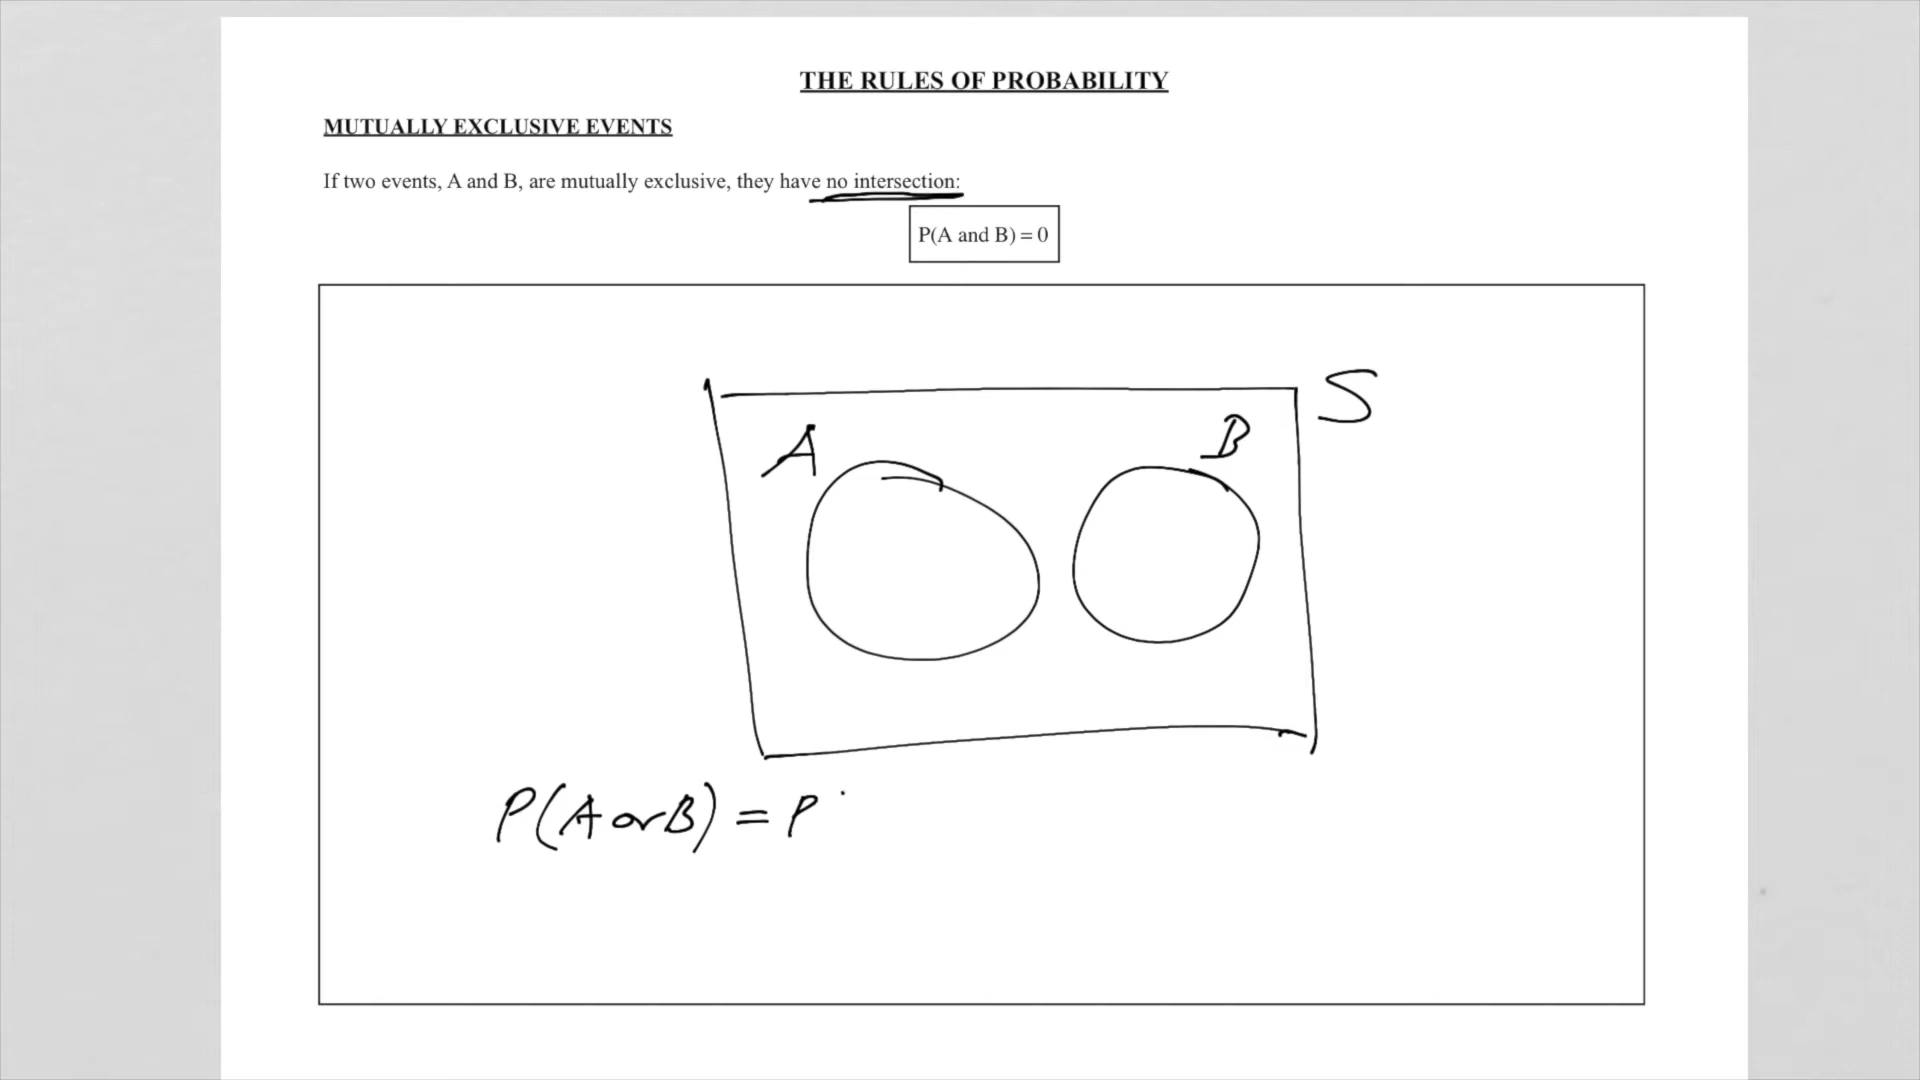 THE RULES OF PROBABILITY
MUTUALLY EXCLUSIVE EVENTS
If two events, A and B, are mutually exclusive, they have no intersection:
P(A and B) = 0
S
A
B
P(A or B) = P